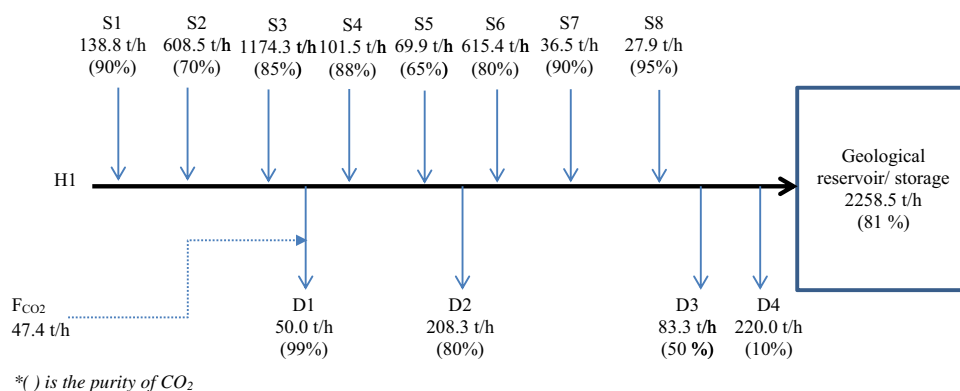 S1 S2 S3 S4 S5 S6 S7 S8
138.8 t/h 608.5 t/h 1174.3 t/h 101.5 t/h 69.9 t/h 615.4 t/h 36.5 t/h 27.9 t/h
(90%) (70%) (85%) (88%) (65%) (80%) (90%) (95%)
H1
Geological
reservoir/ storage
2258.5 t/h
(81 %)
FCO2 D1 D2 D3 D4
47.4 t/h 50.0 t/h 208.3 t/h 83.3 t/h 220.0 t/h
(99%) (80%) (50 %) (10%)
*( ) is the purity of CO2